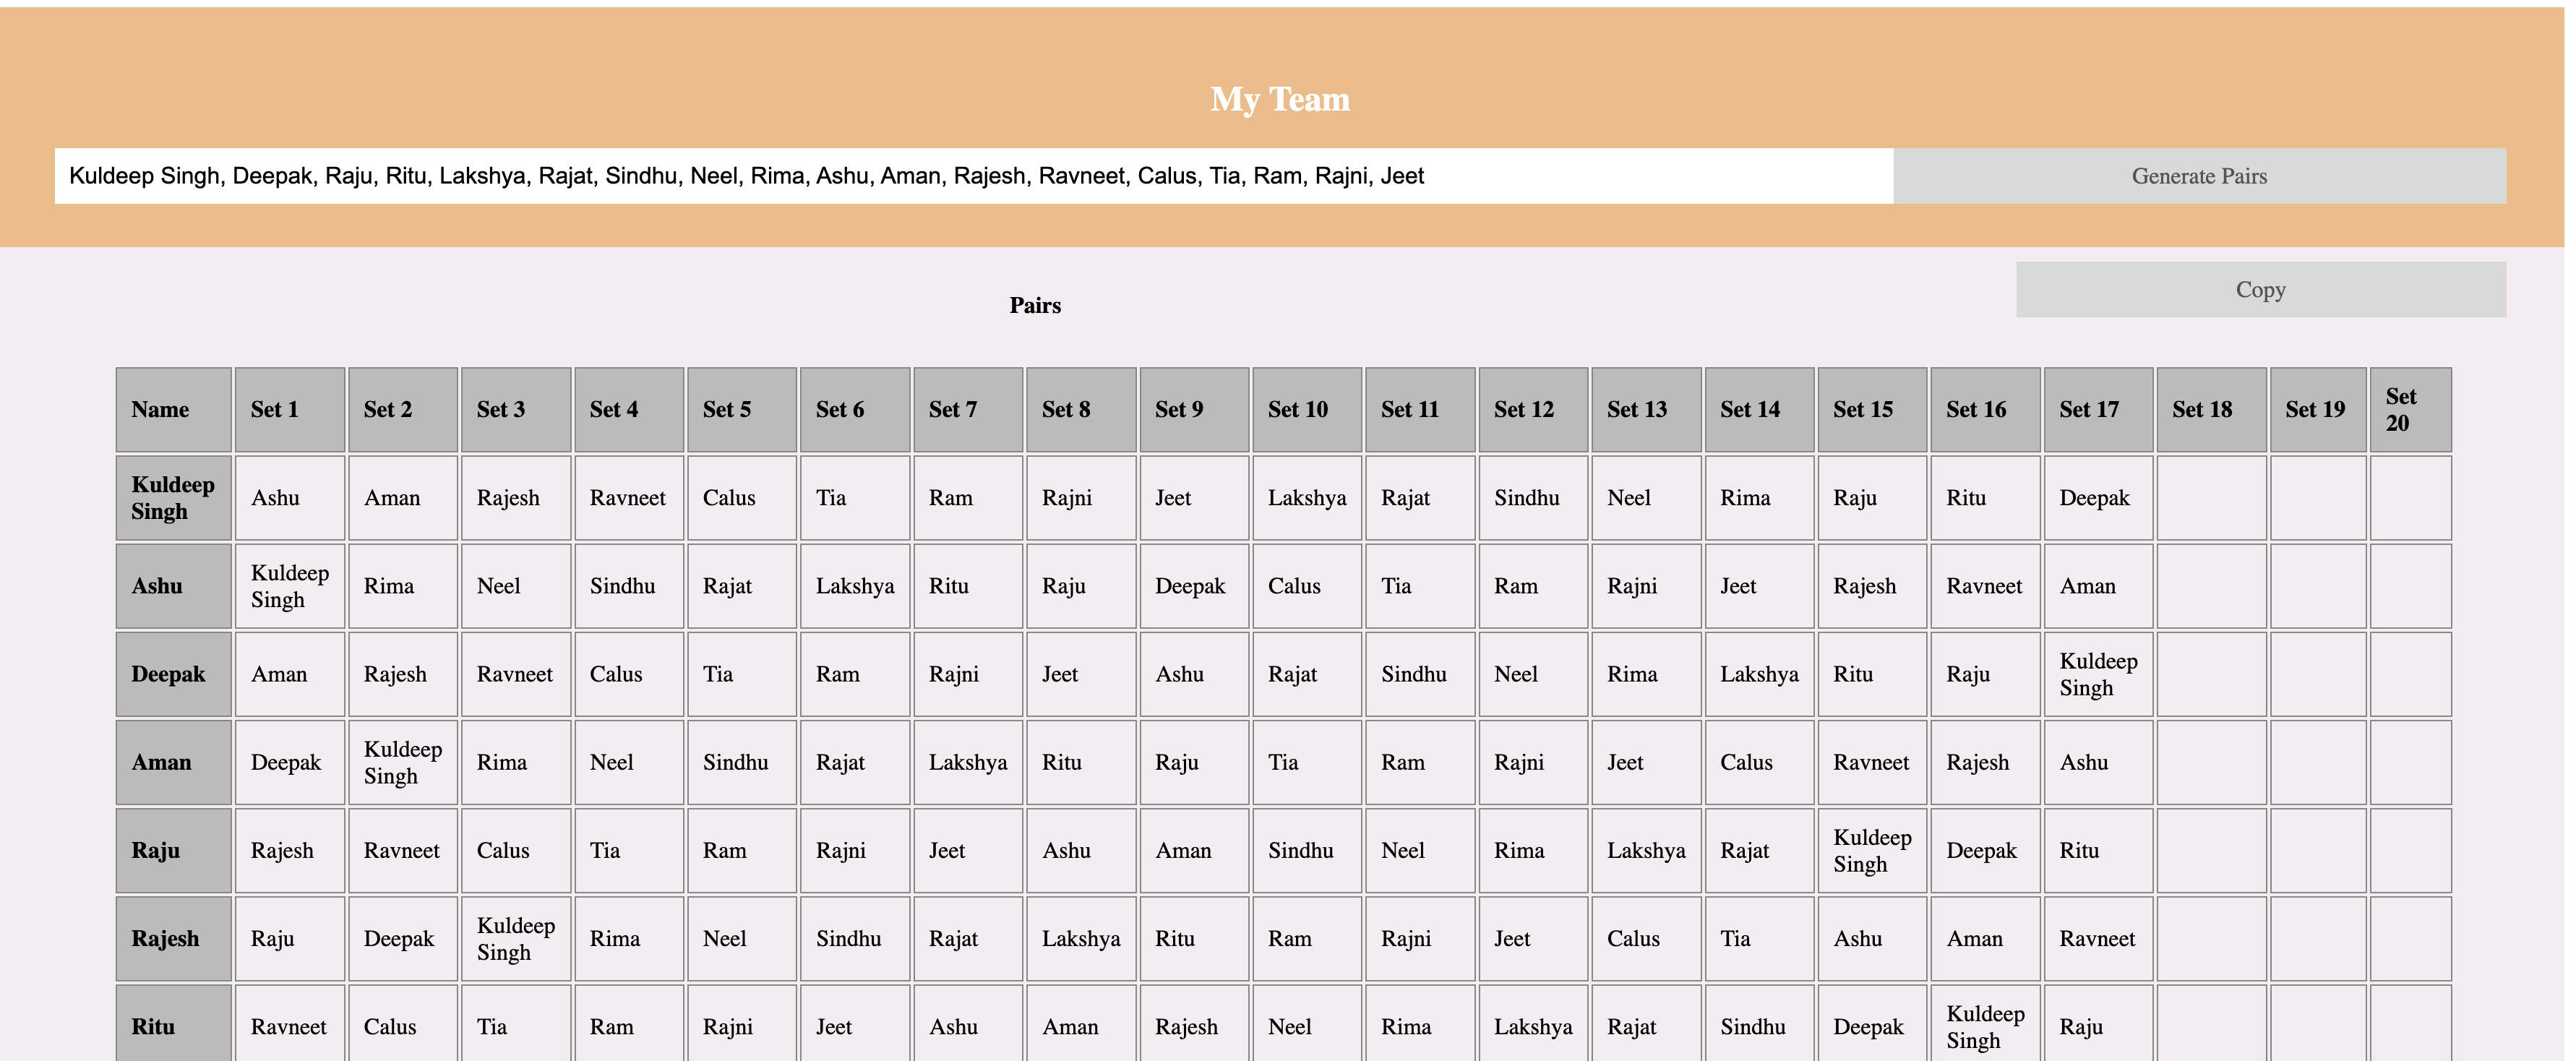 My Team
Kuldeep Singh, Deepak, Raju, Ritu, Lakshya, Rajat, Sindhu, Neel, Rima, Ashu, Aman, Rajesh, Ravneet, Calus, Tia, Ram, Rajni, Jeet
Generate Pairs
Copy
Pairs
Name Set 1 Set 2 Set 3 Set 4 Set 5 Set 6 Set 7 Set 8 Set 9 Set 10 Set 11 Set 12 Set 13 Set 14 Set 15 Set 16 Set 17 Set 18 Set 19 Set 20
Kuldeep Singh Ashu Aman Rajesh Ravneet Calus Tia Ram Rajni Jeet Lakshya Rajat Sindhu Neel Rima Raju Ritu Deepak
Ashu Kuldeep Singh Rima Neel Sindhu Rajat Lakshya Ritu Raju Deepak Calus Tia Ram Rajni Jeet Rajesh Ravneet Aman
Deepak Aman Rajesh Ravneet Calus Tia Ram Rajni Jeet Ashu Rajat Sindhu Neel Rima Lakshya Ritu Raju Kuldeep Singh
Aman Deepak Kuldeep Singh Rima Neel Sindhu Rajat Lakshya Ritu Raju Tia Ram Rajni Jeet Calus Ravneet Rajesh Ashu
Raju Rajesh Ravneet Calus Tia Ram Rajni Jeet Ashu Aman Sindhu Neel Rima Lakshya Rajat Kuldeep Singh Deepak Ritu
Rajesh Raju Deepak Kuldeep Singh Rima Neel Sindhu Rajat Lakshya Ritu Ram Rajni Jeet Calus Tia Ashu Aman Ravneet
Ritu Ravneet Calus Tia Ram Rajni Jeet Ashu Aman Rajesh Neel Rima Lakshya Rajat Sindhu Deepak Kuldeep Singh Raju